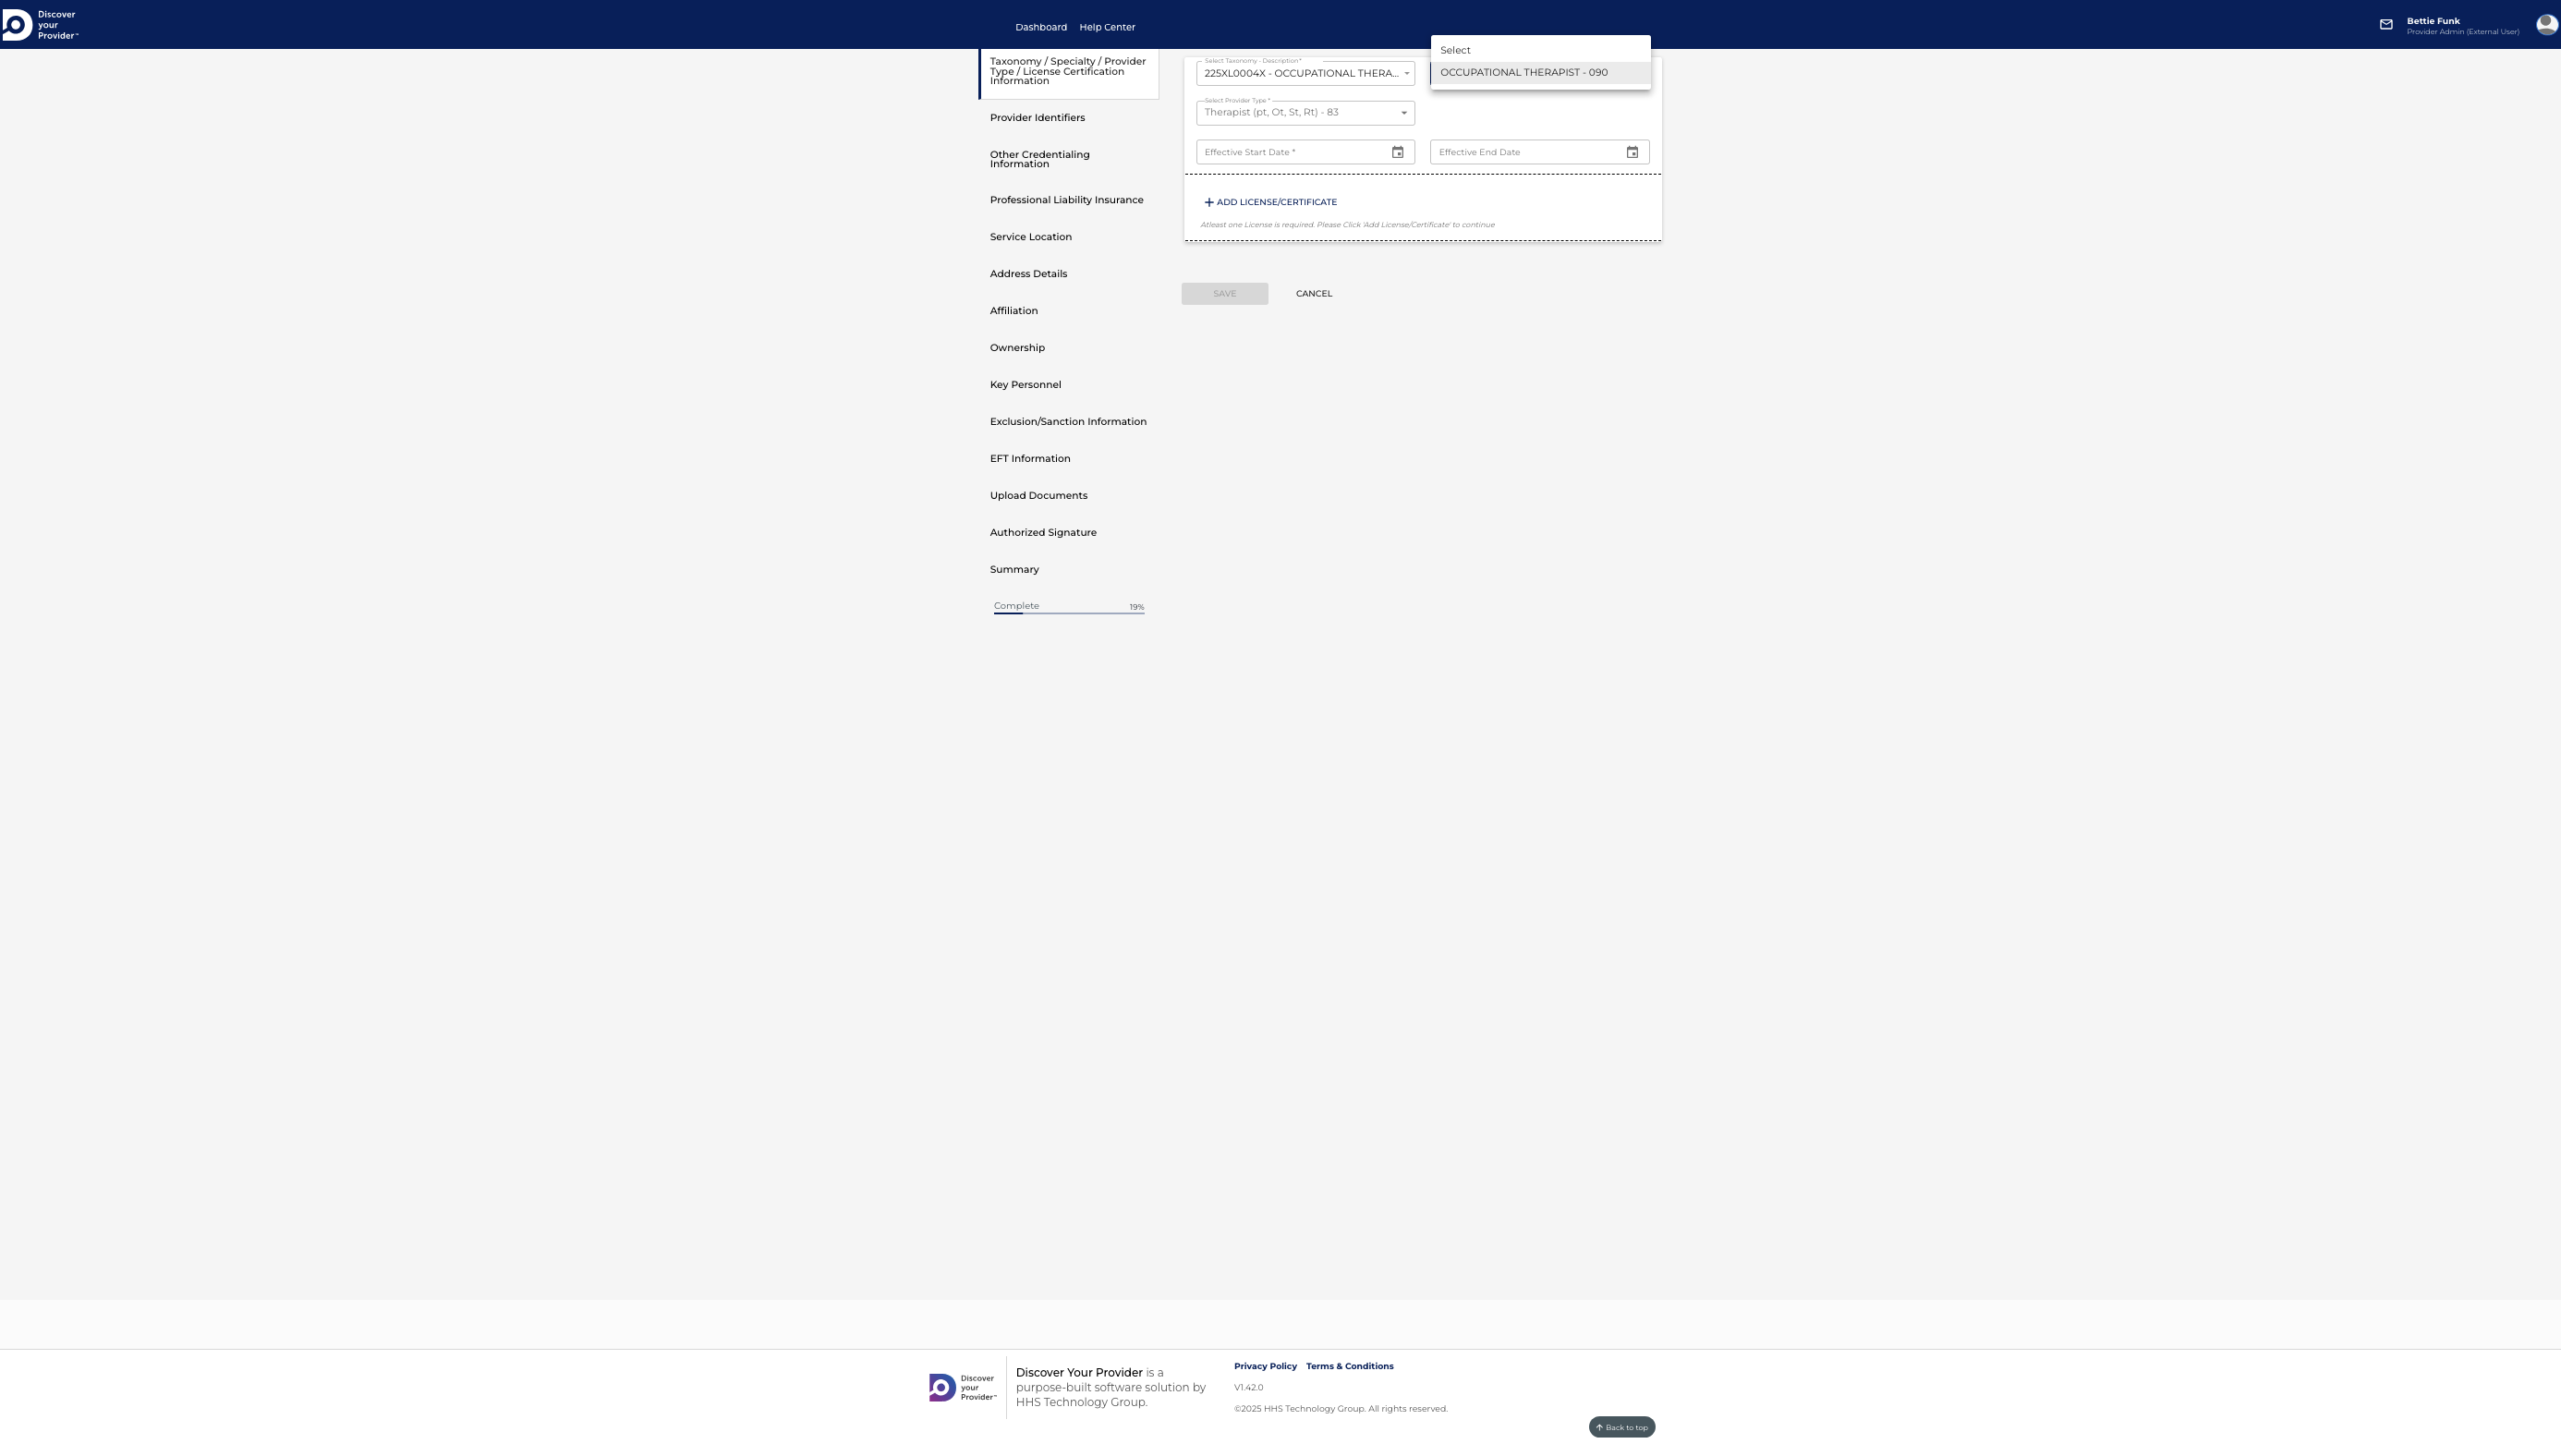 Discover
your
Provider™
Dashboard Help Center
Bettie Funk
Provider Admin (External User)
Taxonomy / Specialty / Provider
Type / License Certification
Information
Provider Identifiers
Other Credentialing
Information
Professional Liability Insurance
Service Location
Address Details
Affiliation
Ownership
Key Personnel
Exclusion/Sanction Information
EFT Information
Upload Documents
Authorized Signature
Summary
Complete 19%
Select Taxonomy - Description *
225XL0004X - OCCUPATIONAL THERA...
Select
OCCUPATIONAL THERAPIST - 090
Select Provider Type *
Therapist (pt, Ot, St, Rt) - 83
Effective Start Date *
Effective End Date
ADD LICENSE/CERTIFICATE
Atleast one License is required. Please Click 'Add License/Certificate' to continue
SAVE CANCEL
Discover
your
Provider™
Discover Your Provider is a
purpose-built software solution by
HHS Technology Group.
Privacy Policy Terms & Conditions
V1.42.0
©2025 HHS Technology Group. All rights reserved.
Back to top